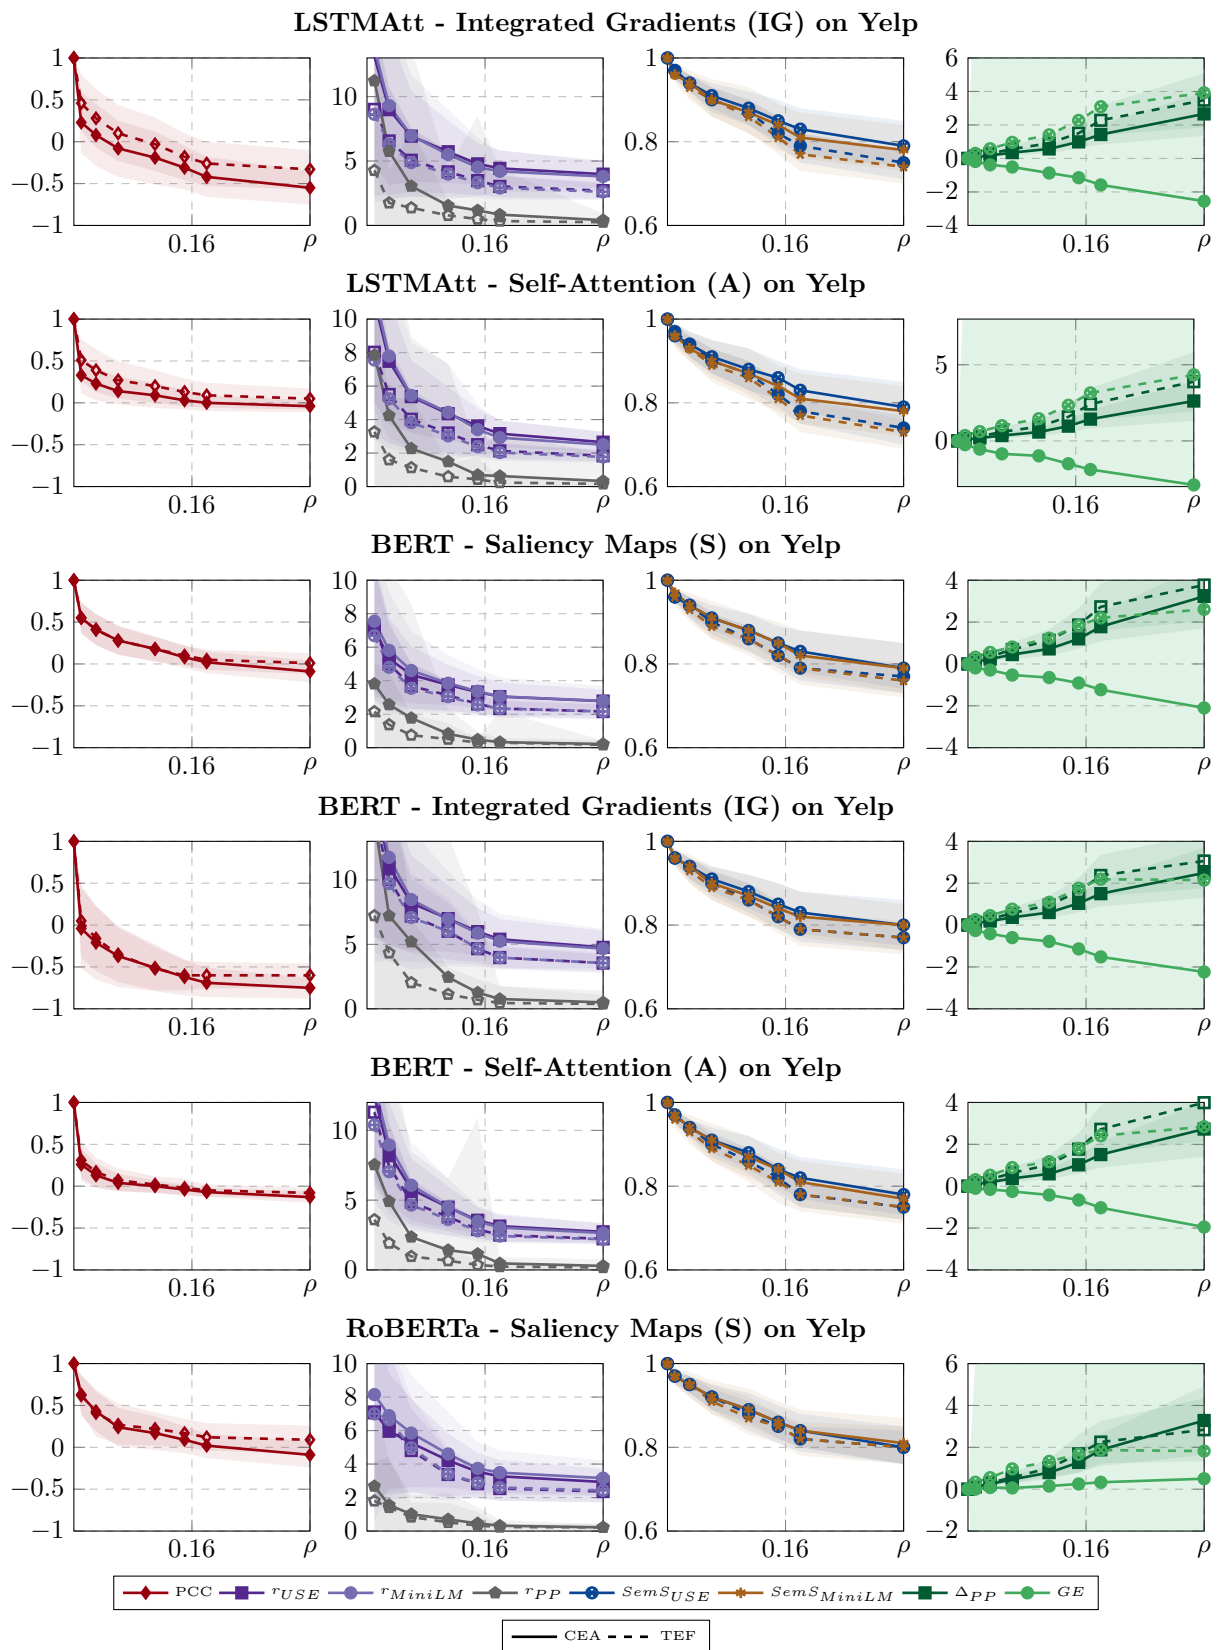 LSTMAtt - Integrated Gradients (IG) on Yelp
1 0.5 0 −0.5 −1 0.16 ρ
10 5 0 0.16 ρ
1 0.8 0.6 0.16 ρ
6 4 2 0 −2 −4 0.16 ρ
LSTMAtt - Self-Attention (A) on Yelp
1 0.5 0 −0.5 −1 0.16 ρ
10 8 6 4 2 0 0.16 ρ
1 0.8 0.6 0.16 ρ
5 0 0.16 ρ
BERT - Saliency Maps (S) on Yelp
1 0.5 0 −0.5 −1 0.16 ρ
10 8 6 4 2 0 0.16 ρ
1 0.8 0.6 0.16 ρ
4 2 0 −2 −4 0.16 ρ
BERT - Integrated Gradients (IG) on Yelp
1 0.5 0 −0.5 −1 0.16 ρ
10 5 0 0.16 ρ
1 0.8 0.6 0.16 ρ
4 2 0 −2 −4 0.16 ρ
BERT - Self-Attention (A) on Yelp
1 0.5 0 −0.5 −1 0.16 ρ
10 5 0 0.16 ρ
1 0.8 0.6 0.16 ρ
4 2 0 −2 −4 0.16 ρ
RoBERTa - Saliency Maps (S) on Yelp
1 0.5 0 −0.5 −1 0.16 ρ
10 8 6 4 2 0 0.16 ρ
1 0.8 0.6 0.16 ρ
6 4 2 0 −2 0.16 ρ
PCC r_USE r_MiniLM r_PP SemS_USE SemS_MiniLM Δ_PP GE
CEA TEF